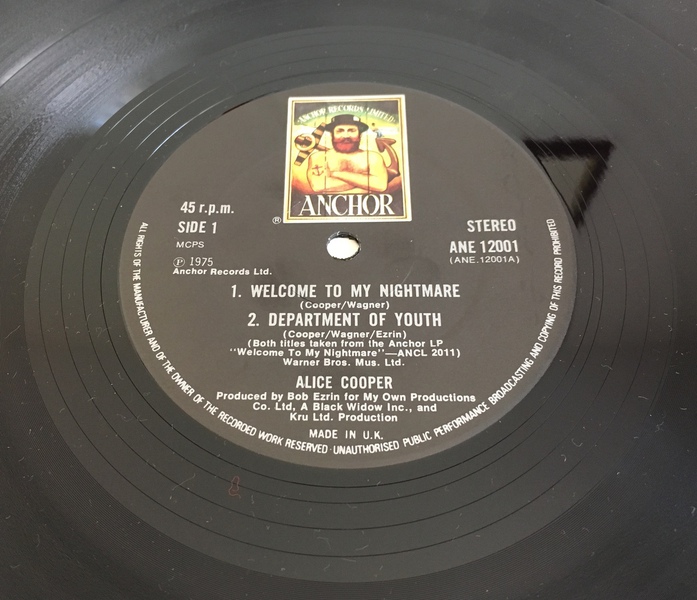 ANCHOR RECORDS LIMITED
ANCHOR
®
45 r.p.m.
SIDE 1
MCPS
℗ 1975
Anchor Records Ltd.
STEREO
ANE 12001
(ANE.12001A)
1. WELCOME TO MY NIGHTMARE
(Cooper/Wagner)
2. DEPARTMENT OF YOUTH
(Cooper/Wagner/Ezrin)
(Both titles taken from the Anchor LP
"Welcome To My Nightmare"—ANCL 2011)
Warner Bros. Mus. Ltd.
ALICE COOPER
Produced by Bob Ezrin for My Own Productions
Co. Ltd, A Black Widow Inc., and
Kru Ltd. Production
MADE IN U.K.
ALL RIGHTS OF THE MANUFACTURER AND OF THE OWNER OF THE RECORDED WORK RESERVED · UNAUTHORISED PUBLIC PERFORMANCE BROADCASTING AND COPYING OF THIS RECORD PROHIBITED